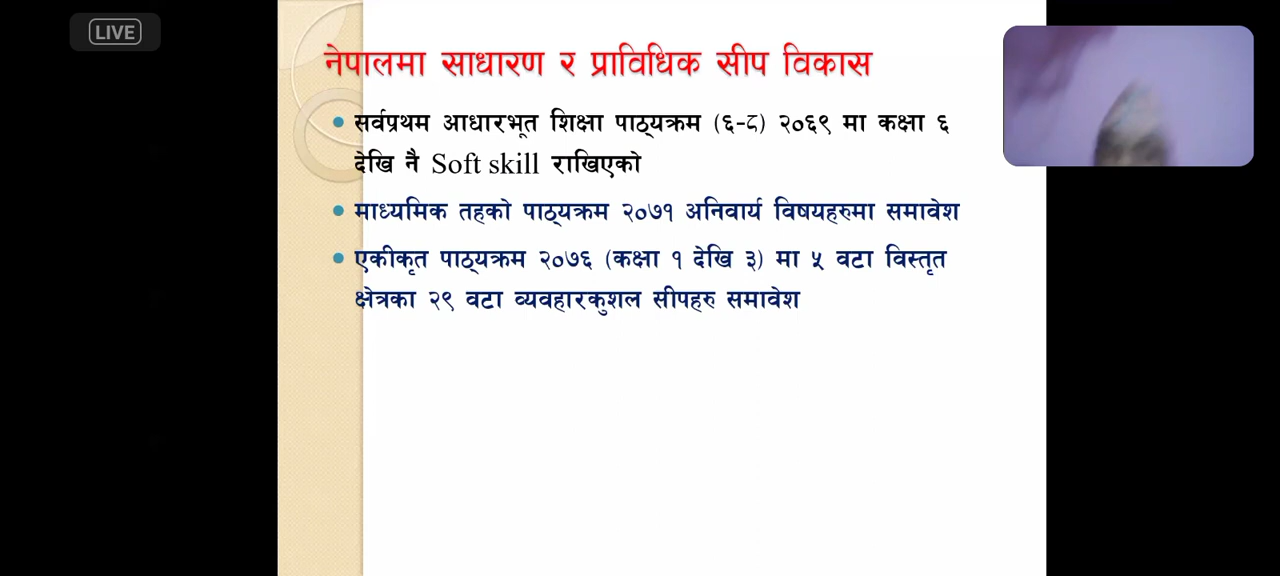 LIVE
नेपालमा साधारण र प्राविधिक सीप विकास
सर्वप्रथम आधारभूत शिक्षा पाठ्यक्रम (६-८) २०६९ मा कक्षा ६
देखि नै Soft skill राखिएको
माध्यमिक तहको पाठ्यक्रम २०७१ अनिवार्य विषयहरुमा समावेश
एकीकृत पाठ्यक्रम २०७६ (कक्षा १ देखि ३) मा ५ वटा विस्तृत
क्षेत्रका २९ वटा व्यवहारकुशल सीपहरु समावेश